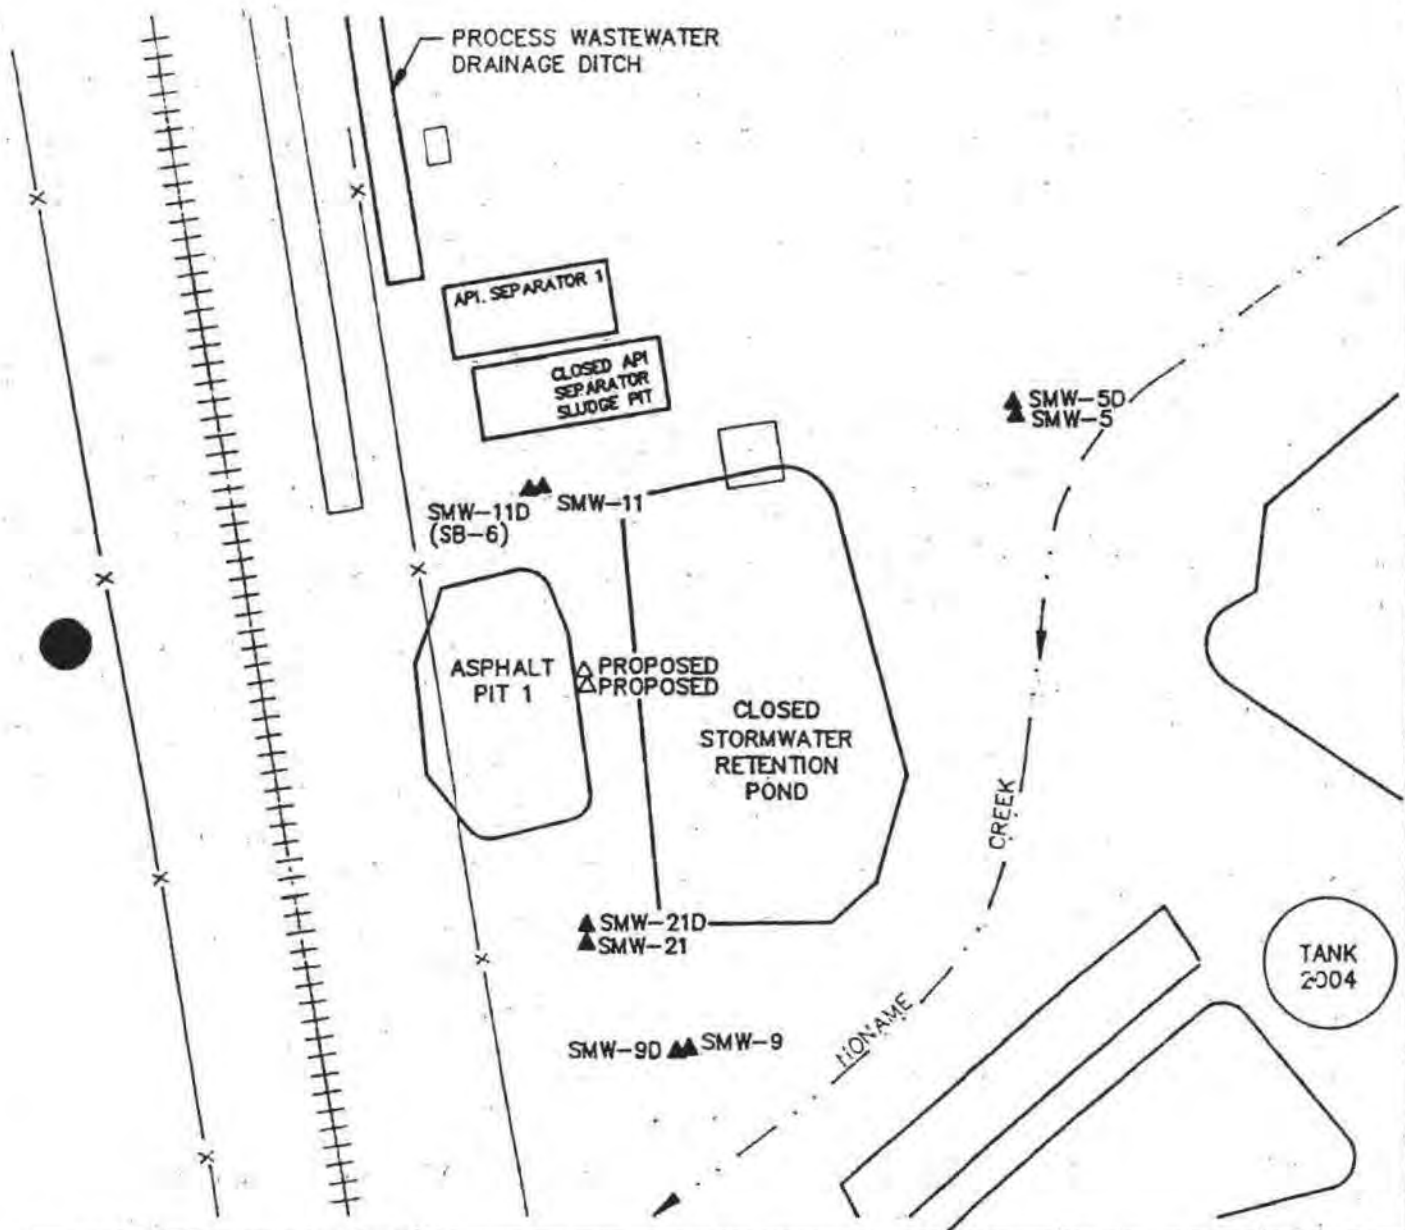 PROCESS WASTEWATER
DRAINAGE DITCH
API. SEPARATOR 1
CLOSED API
SEPARATOR
SLUDGE PIT
SMW-5D
SMW-5
SMW-11D
(SB-6)
SMW-11
ASPHALT
PIT 1
PROPOSED
PROPOSED
CLOSED
STORMWATER
RETENTION
POND
CREEK
SMW-21D
SMW-21
TANK
2004
NONAME
SMW-9D
SMW-9